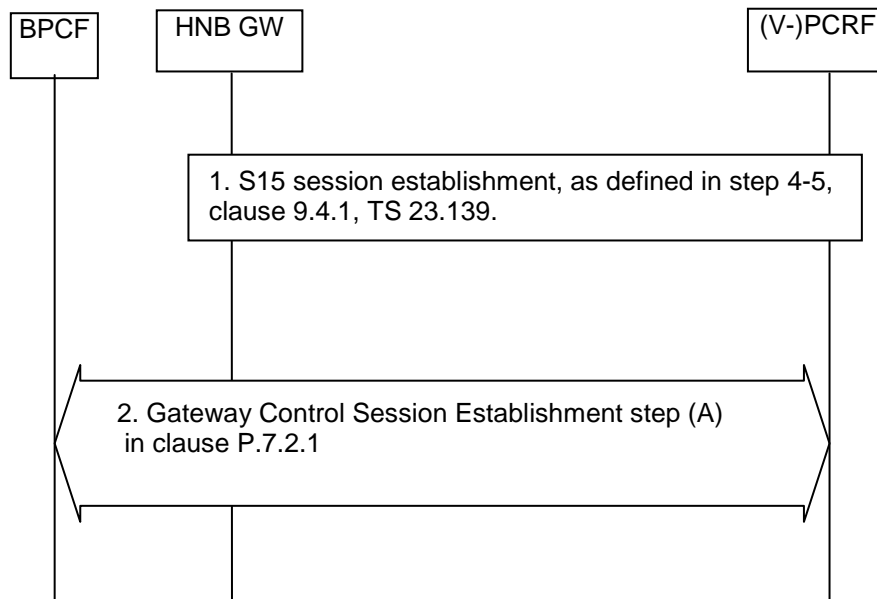 BPCF
HNB GW
(V-)PCRF
1. S15 session establishment, as defined in step 4-5,
clause 9.4.1, TS 23.139.
2. Gateway Control Session Establishment step (A)
in clause P.7.2.1